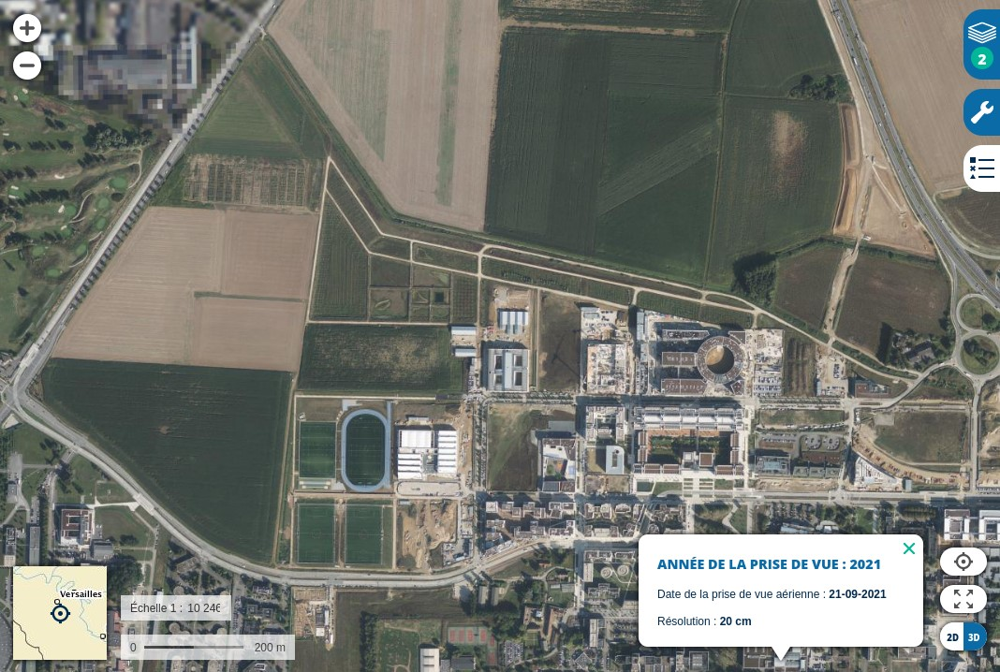 2
ANNÉE DE LA PRISE DE VUE : 2021
Date de la prise de vue aérienne : 21-09-2021
Résolution : 20 cm
Versailles
Échelle 1 : 10 246
0 200 m
2D 3D